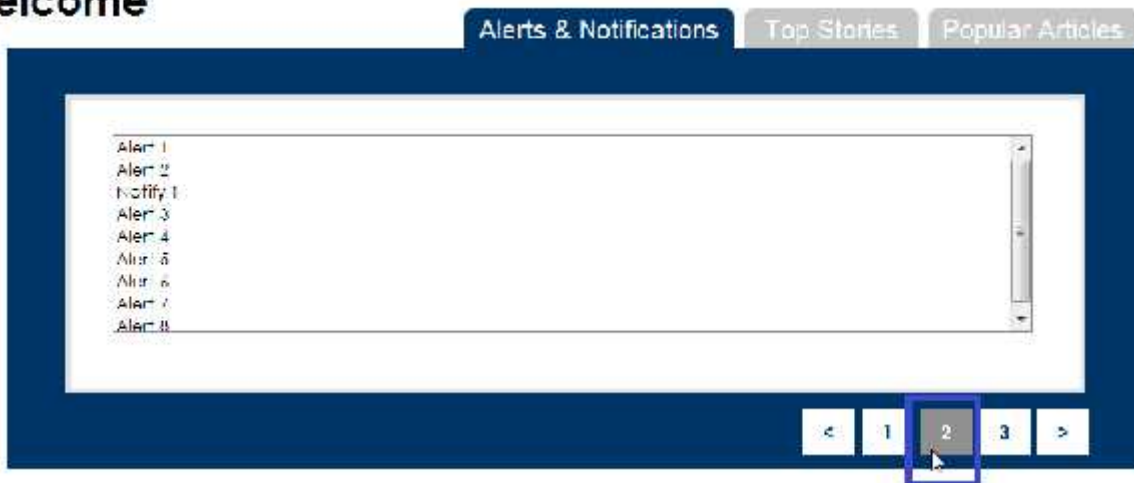 elcome
Alerts & Notifications Top Stories Popular Articles
Alert 1
Alert 2
Notify 1
Alert 3
Alert 4
Alert 5
Alert 6
Alert 7
Alert 8
< 1 2 3 >